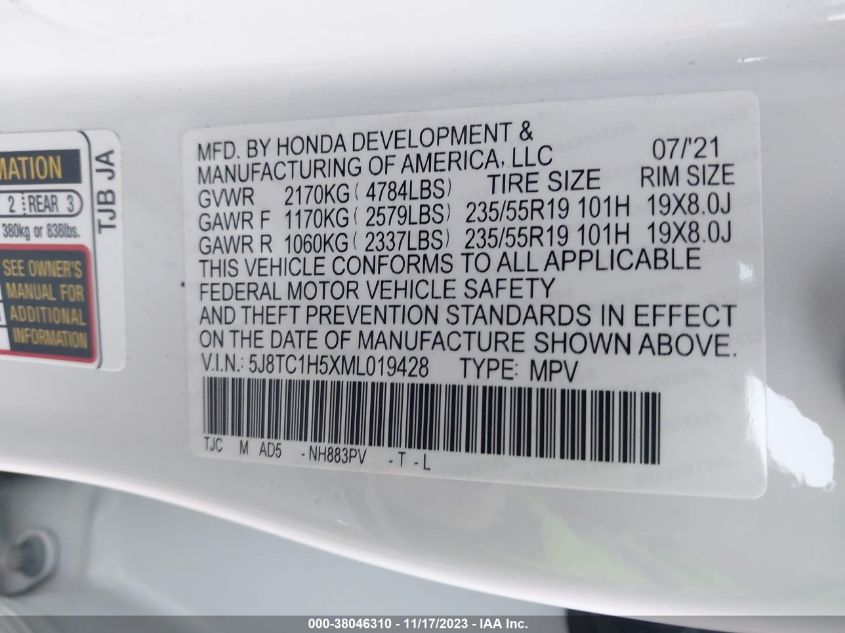 MATION
2 REAR 3
380kg or 838lbs.
SEE OWNER'S
MANUAL FOR
ADDITIONAL
INFORMATION
TJB JA
MFD. BY HONDA DEVELOPMENT &
MANUFACTURING OF AMERICA, LLC 07/'21
GVWR 2170KG ( 4784LBS) TIRE SIZE RIM SIZE
GAWR F 1170KG ( 2579LBS) 235/55R19 101H 19X8.0J
GAWR R 1060KG ( 2337LBS) 235/55R19 101H 19X8.0J
THIS VEHICLE CONFORMS TO ALL APPLICABLE
FEDERAL MOTOR VEHICLE SAFETY
AND THEFT PREVENTION STANDARDS IN EFFECT
ON THE DATE OF MANUFACTURE SHOWN ABOVE.
V.I.N.: 5J8TC1H5XML019428 TYPE: MPV
TJC M AD5 -NH883PV -T -L
000-38046310 - 11/17/2023 - IAA Inc.